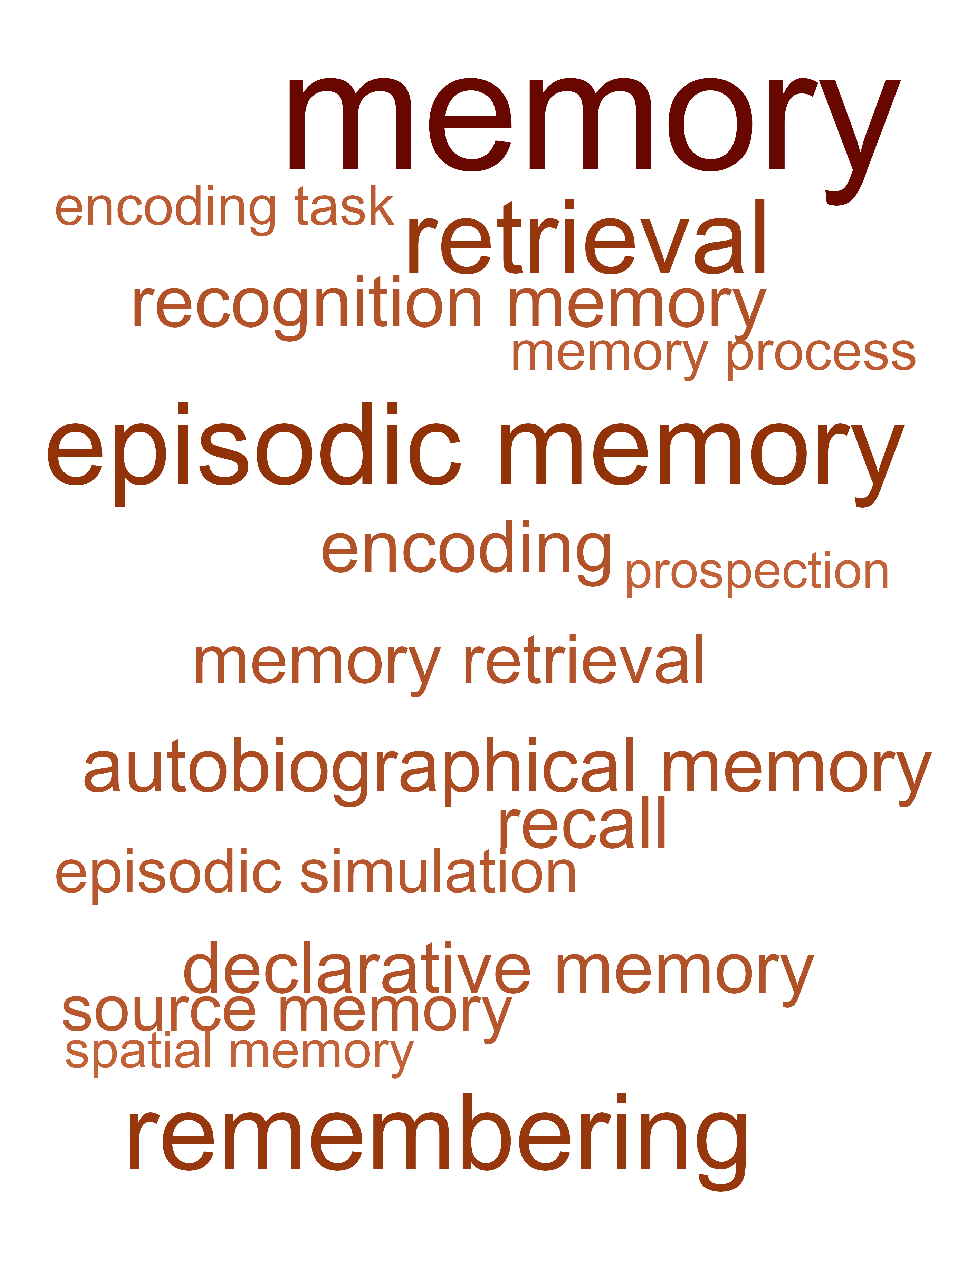 memory
encoding task
retrieval
recognition memory
memory process
episodic memory
encoding
prospection
memory retrieval
autobiographical memory
recall
episodic simulation
declarative memory
source memory
spatial memory
remembering